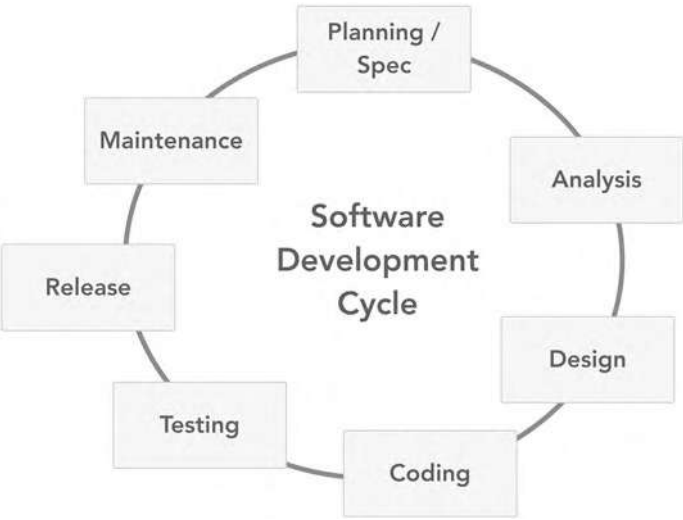 Planning /
Spec
Analysis
Design
Coding
Testing
Release
Maintenance
Software
Development
Cycle